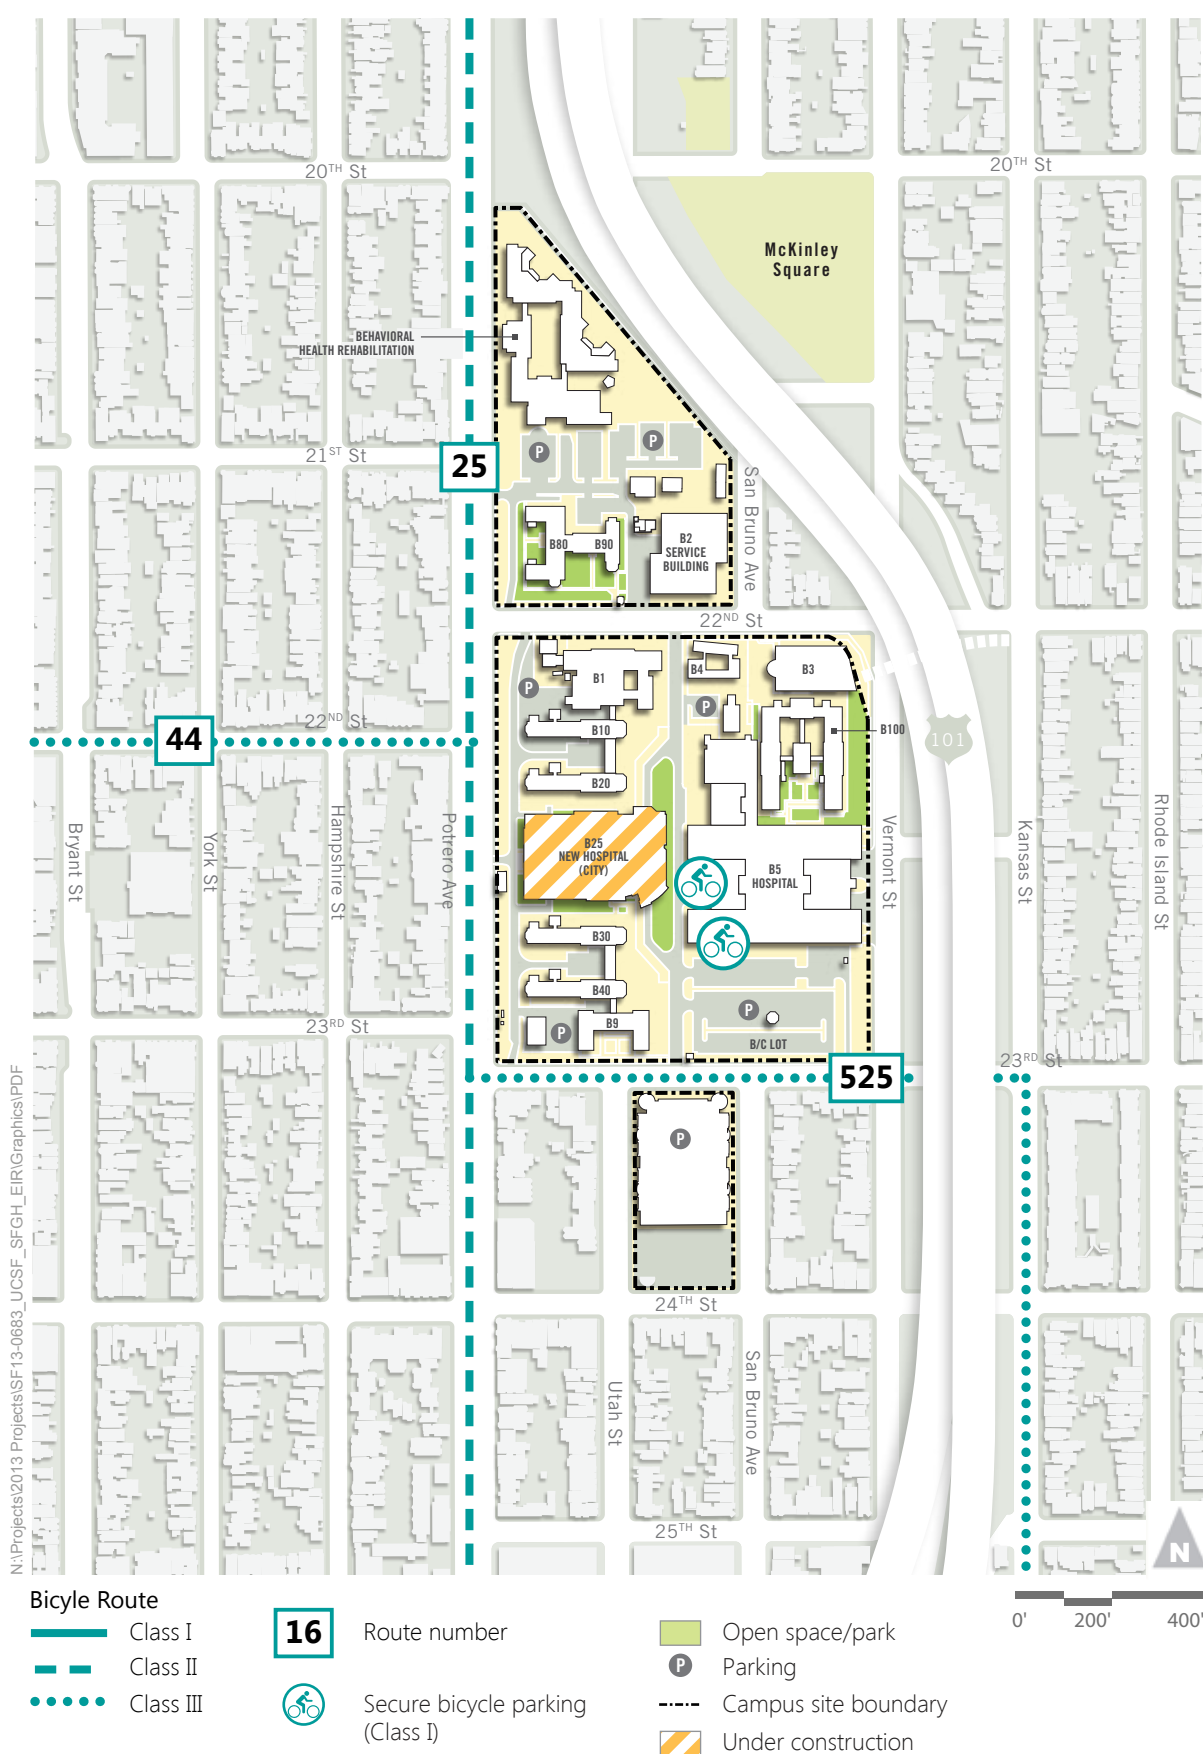 20TH St
20TH St
McKinley
Square
BEHAVIORAL
HEALTH REHABILITATION
P
P
21ST St
25
San Bruno Ave
B80
B90
B2
SERVICE
BUILDING
22ND St
B1
B4
B3
P
P
22ND St
44
B10
B100
101
B20
Bryant St
York St
Hampshire St
Potrero Ave
B25
NEW HOSPITAL
(CITY)
B5
HOSPITAL
Vermont St
Kansas St
Rhode Island St
B30
B40
B9
P
P
B/C LOT
23RD St
23RD St
525
P
24TH St
Utah St
San Bruno Ave
25TH St
N
N:\Projects\2013 Projects\SF13-0683_UCSF_SFGH_EIR\Graphics\PDF
Bicyle Route
Class I
Class II
Class III
16
Route number
Secure bicycle parking
(Class I)
Open space/park
P
Parking
Campus site boundary
Under construction
0'
200'
400'